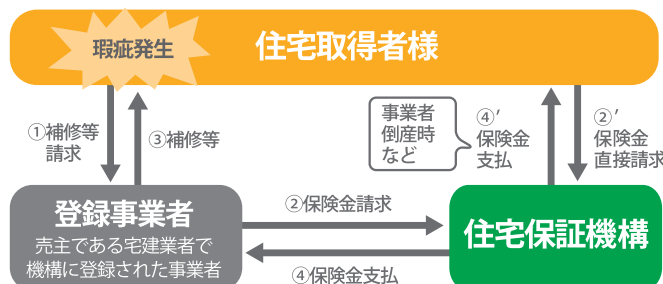 瑕疵発生
住宅取得者様
①補修等
請求
③補修等
事業者
倒産時
など
④′
保険金
支払
②′
保険金
直接請求
登録事業者
売主である宅建業者で
機構に登録された事業者
②保険金請求
④保険金支払
住宅保証機構